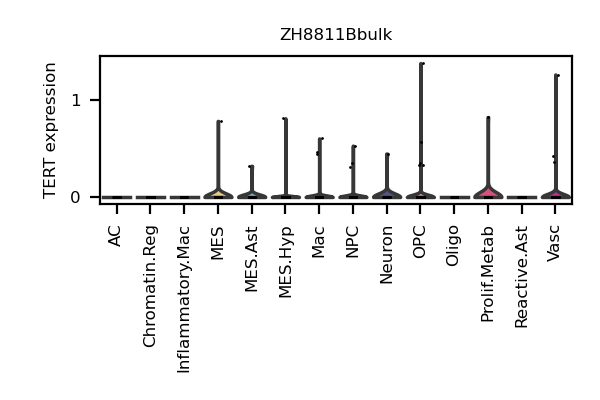 ZH8811Bbulk
TERT expression
1
0
AC
Chromatin.Reg
Inflammatory.Mac
MES
MES.Ast
MES.Hyp
Mac
NPC
Neuron
OPC
Oligo
Prolif.Metab
Reactive.Ast
Vasc